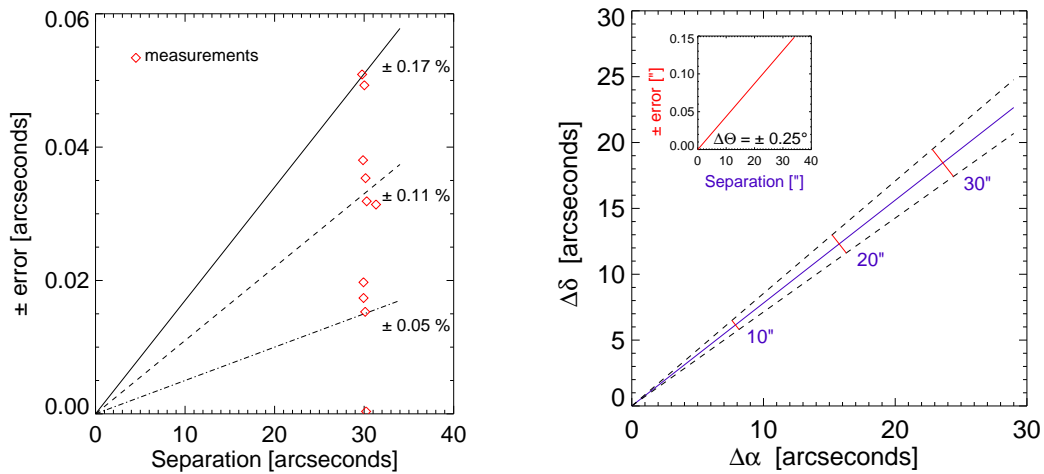 0.06
0.04
0.02
0.00
± error [arcseconds]
measurements
± 0.17 %
± 0.11 %
± 0.05 %
0 10 20 30 40
Separation [arcseconds]
30
25
20
15
10
5
0
Δδ [arcseconds]
0.15
0.10
0.05
0.00
± error ["]
ΔΘ = ± 0.25°
0 10 20 30 40
Separation ["]
30"
20"
10"
0 10 20 30
Δα [arcseconds]